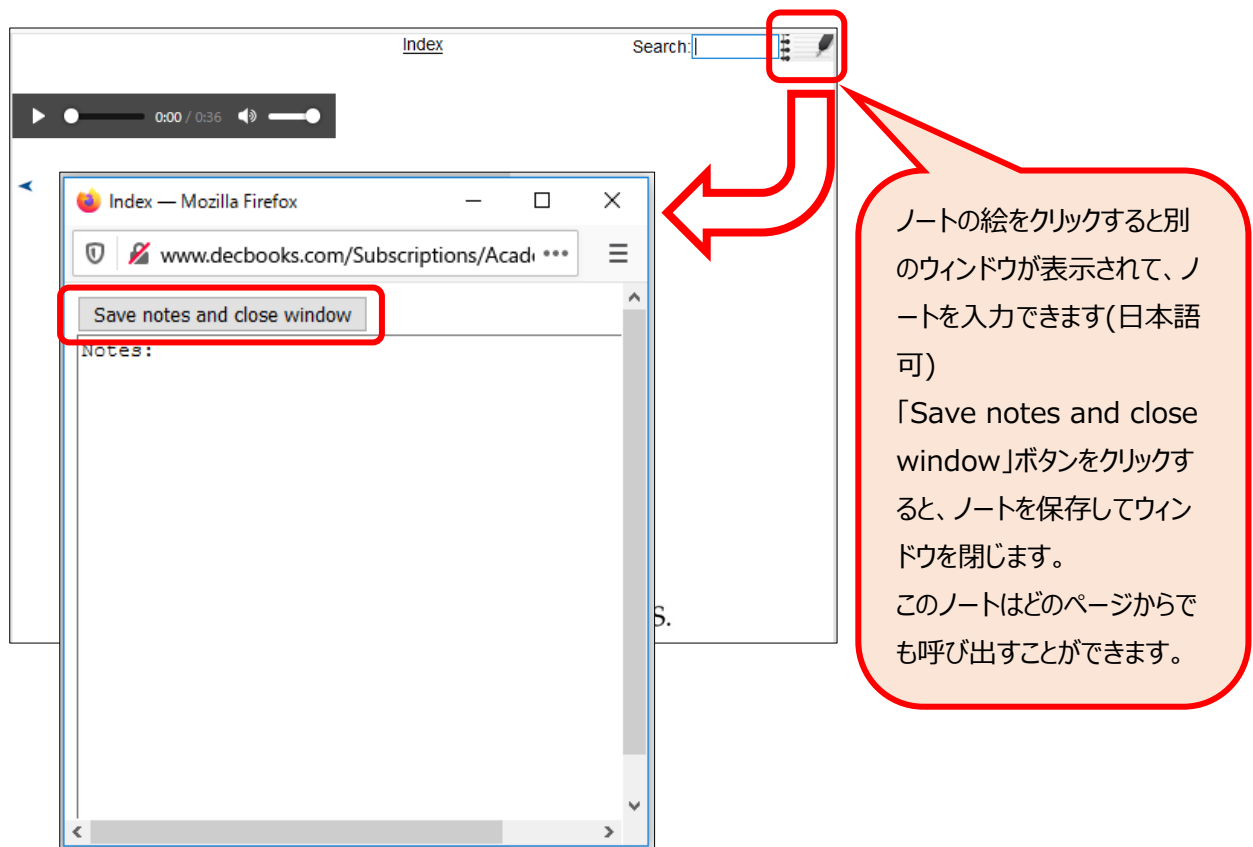 Index
Search:
0:00 / 0:36
Index — Mozilla Firefox
www.decbooks.com/Subscriptions/Acad
Save notes and close window
Notes:
s.
ノートの絵をクリックすると別
のウィンドウが表示されて、ノ
ートを入力できます(日本語
可)
「Save notes and close
window」ボタンをクリックす
ると、ノートを保存してウィン
ドウを閉じます。
このノートはどのページからで
も呼び出すことができます。